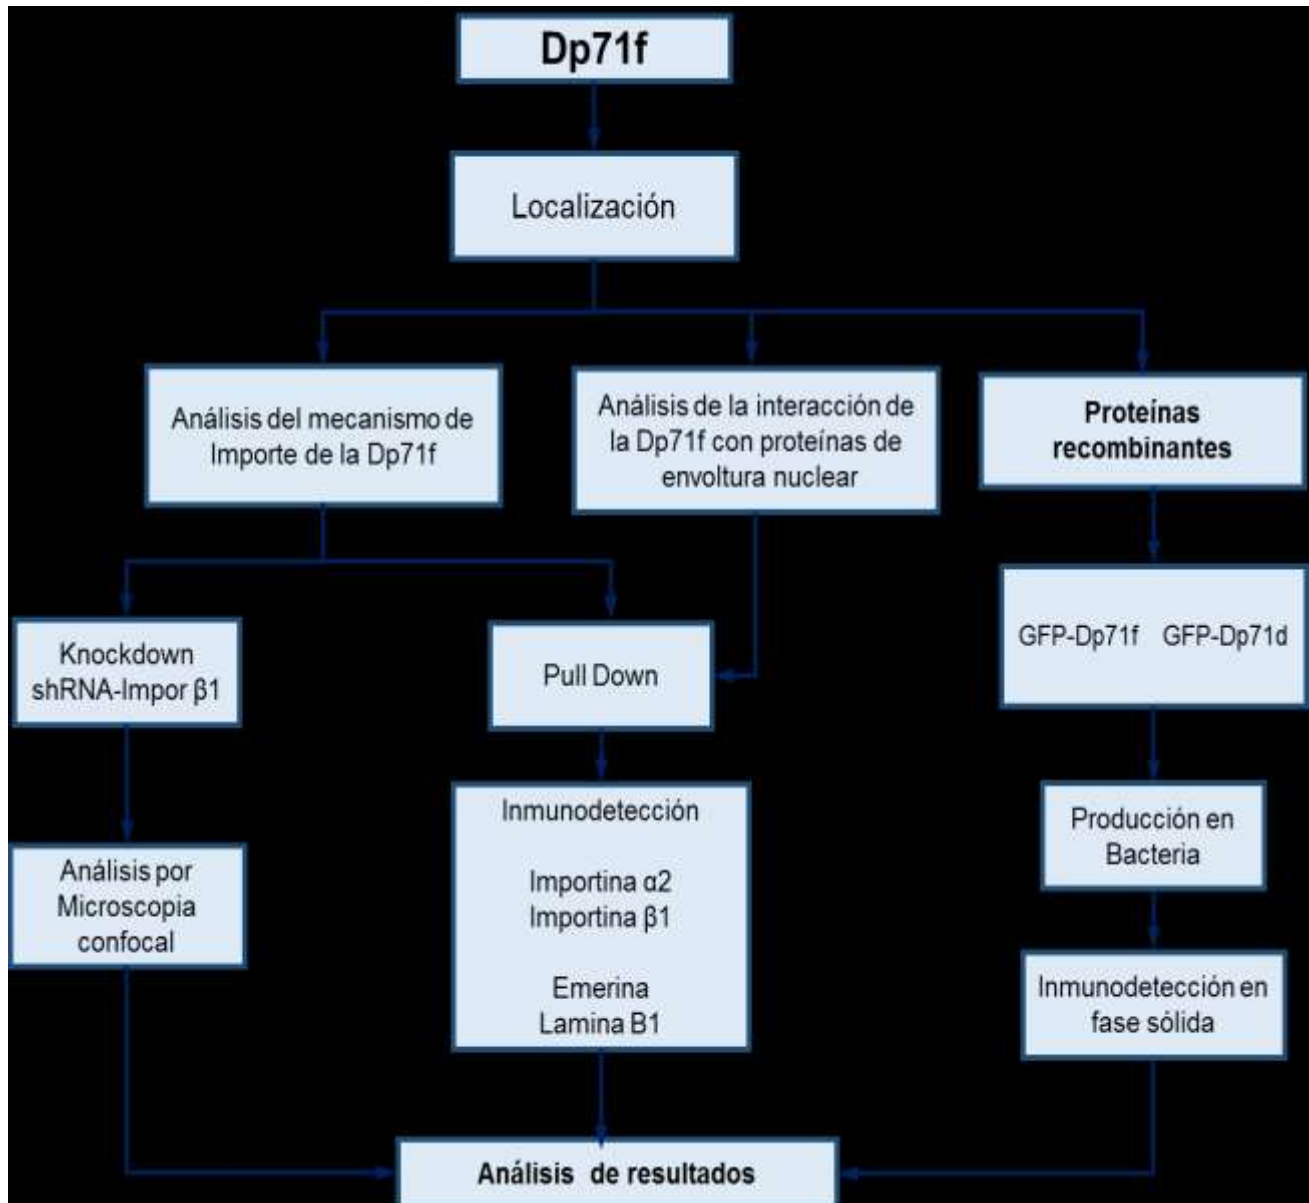 Dp71f
Localización
Análisis del mecanismo de
Importe de la Dp71f
Análisis de la interacción de
la Dp71f con proteínas de
envoltura nuclear
Proteínas
recombinantes
Knockdown
shRNA-Impor β1
Pull Down
GFP-Dp71f GFP-Dp71d
Análisis por
Microscopia
confocal
Inmunodetección
Importina α2
Importina β1
Emerina
Lamina B1
Producción en
Bacteria
Inmunodetección en
fase sólida
Análisis de resultados